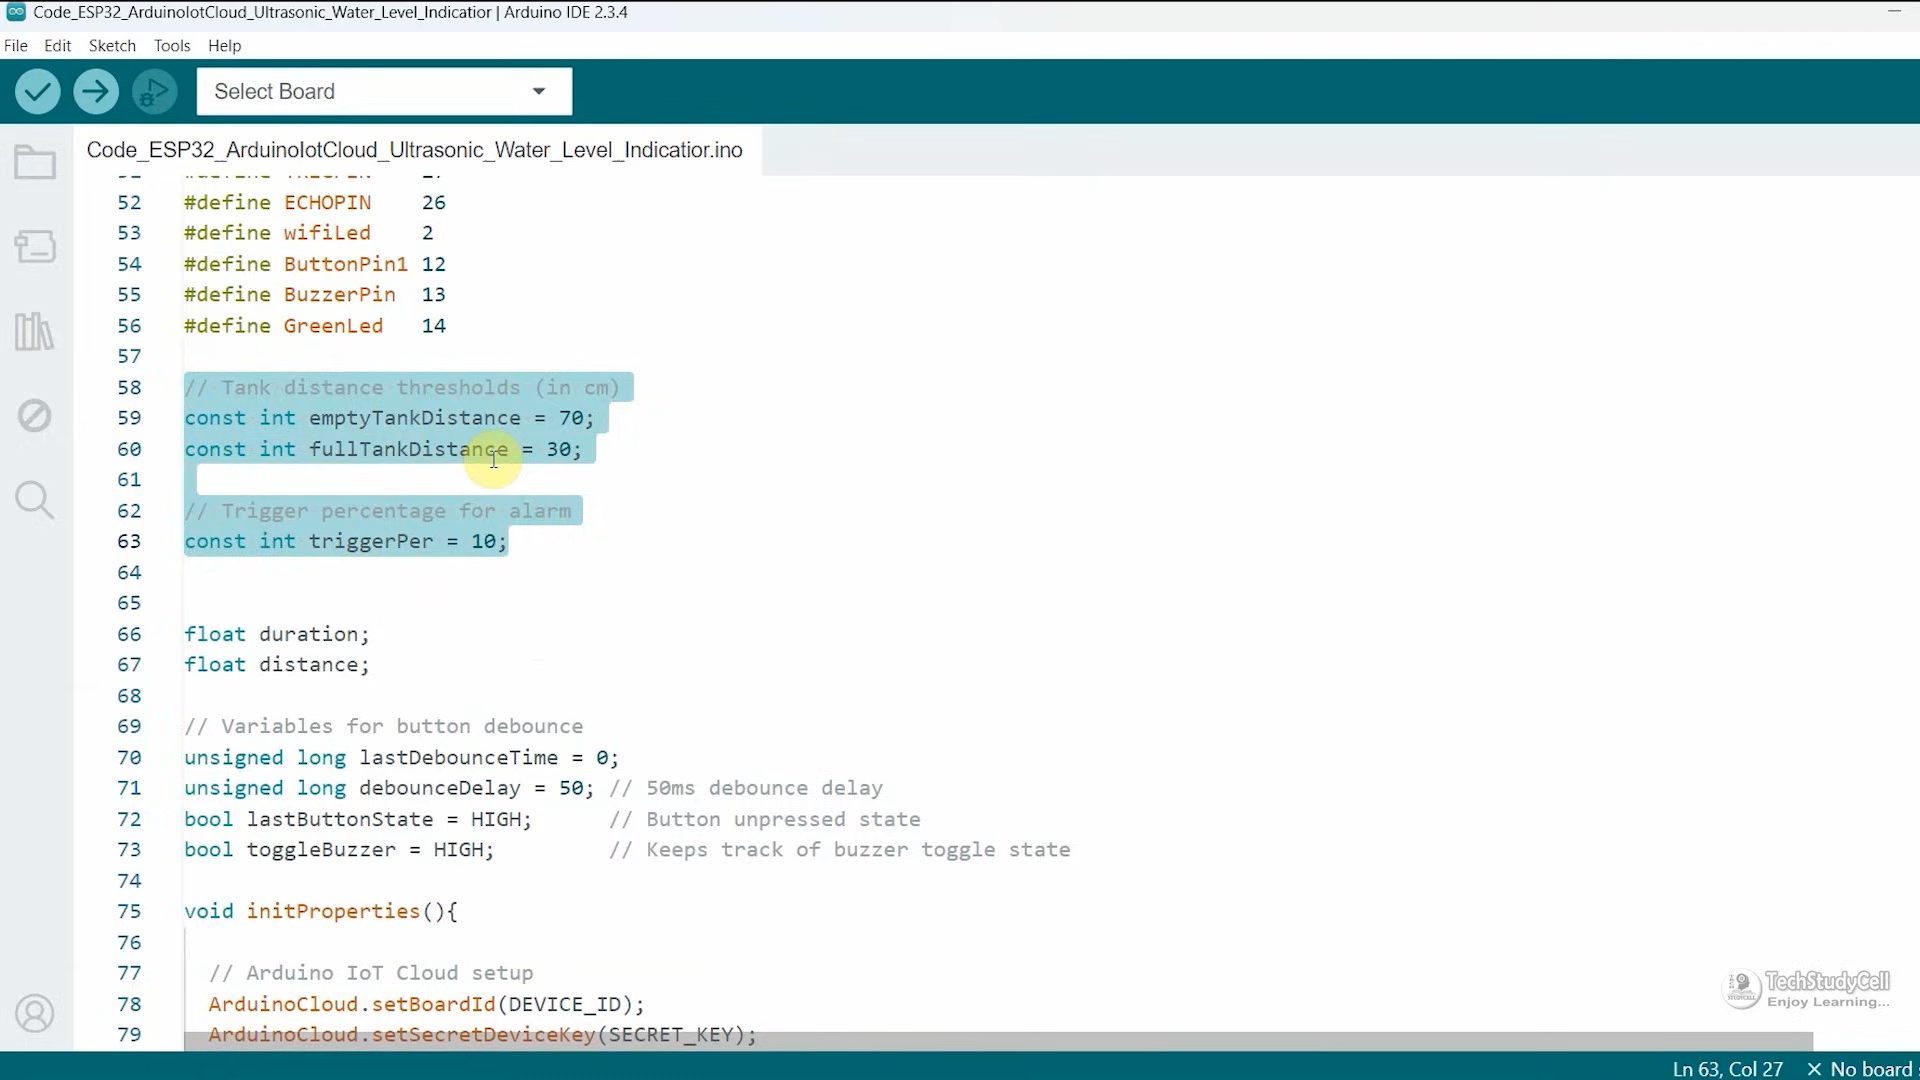 Code_ESP32_ArduinoIotCloud_Ultrasonic_Water_Level_Indicatior | Arduino IDE 2.3.4
File Edit Sketch Tools Help
Select Board
Code_ESP32_ArduinoIotCloud_Ultrasonic_Water_Level_Indicatior.ino
52 #define ECHOPIN 26
53 #define wifiLed 2
54 #define ButtonPin1 12
55 #define BuzzerPin 13
56 #define GreenLed 14
57
58 // Tank distance thresholds (in cm)
59 const int emptyTankDistance = 70;
60 const int fullTankDistance = 30;
61
62 // Trigger percentage for alarm
63 const int triggerPer = 10;
64
65
66 float duration;
67 float distance;
68
69 // Variables for button debounce
70 unsigned long lastDebounceTime = 0;
71 unsigned long debounceDelay = 50; // 50ms debounce delay
72 bool lastButtonState = HIGH; // Button unpressed state
73 bool toggleBuzzer = HIGH; // Keeps track of buzzer toggle state
74
75 void initProperties(){
76
77 // Arduino IoT Cloud setup
78 ArduinoCloud.setBoardId(DEVICE_ID);
79 ArduinoCloud.setSecretDeviceKey(SECRET_KEY);
TechStudyCell
Enjoy Learning...
Ln 63, Col 27 × No board